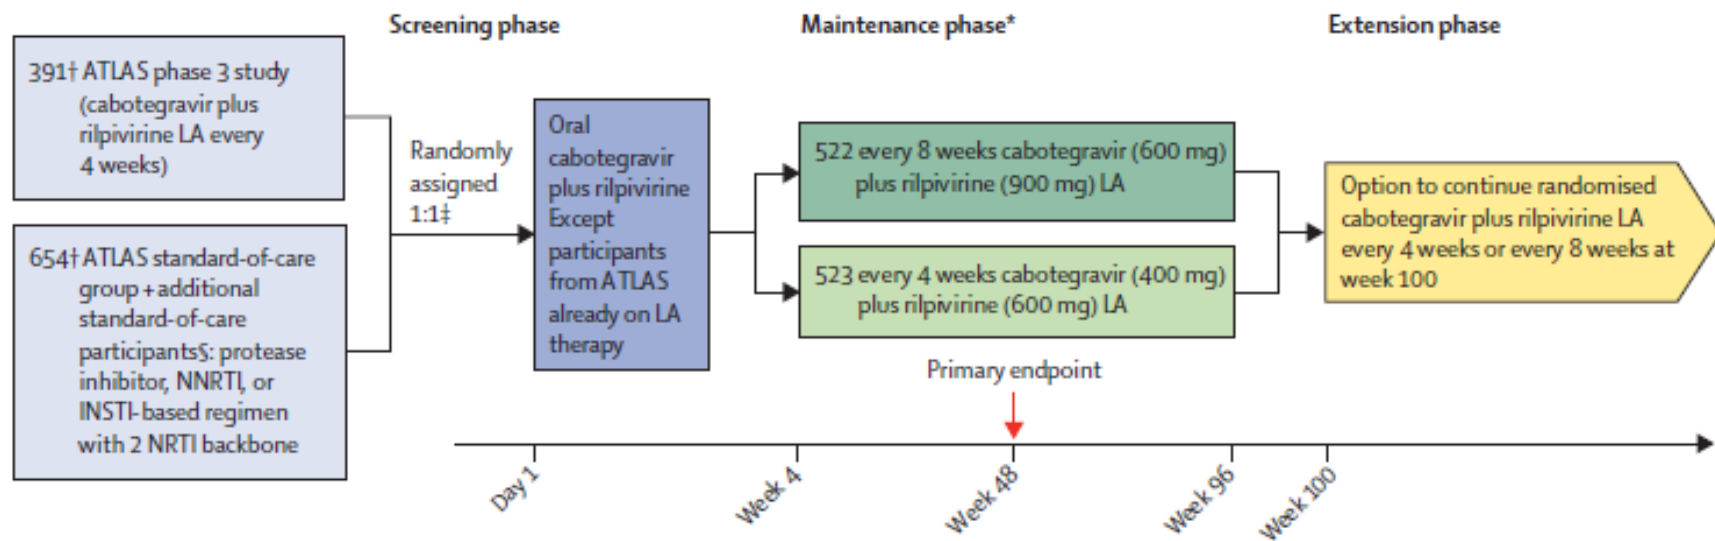 Screening phase
Maintenance phase*
Extension phase
391† ATLAS phase 3 study
(cabotegravir plus
rilpivirine LA every
4 weeks)
654† ATLAS standard-of-care
group + additional
standard-of-care
participants§: protease
inhibitor, NNRTI, or
INSTI-based regimen
with 2 NRTI backbone
Randomly
assigned
1:1‡
Oral
cabotegravir
plus rilpivirine
Except
participants
from ATLAS
already on LA
therapy
522 every 8 weeks cabotegravir (600 mg)
plus rilpivirine (900 mg) LA
523 every 4 weeks cabotegravir (400 mg)
plus rilpivirine (600 mg) LA
Option to continue randomised
cabotegravir plus rilpivirine LA
every 4 weeks or every 8 weeks at
week 100
Primary endpoint
Day 1
Week 4
Week 48
Week 96
Week 100